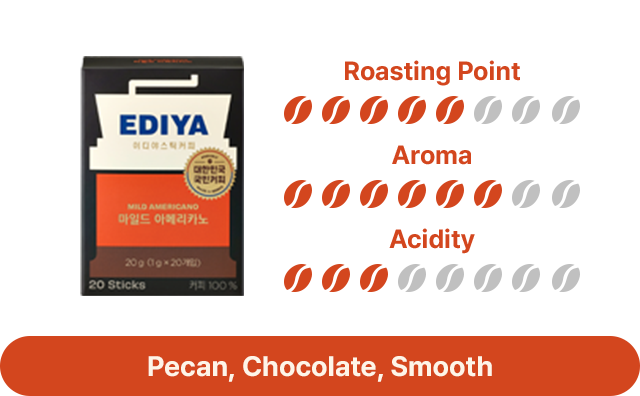 EDIYA
이디야스틱커피
대한민국
국민커피
MILD AMERICANO
마일드 아메리카노
20 g (1 g × 20개입)
20 Sticks
커피 100 %
Roasting Point
Aroma
Acidity
Pecan, Chocolate, Smooth